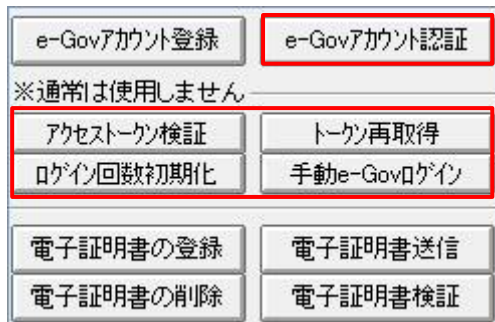 e-Govｱｶｳﾝﾄ登録 e-Govｱｶｳﾝﾄ認証
※通常は使用しません
ｱｸｾｽﾄｰｸﾝ検証 ﾄｰｸﾝ再取得
ﾛｸﾞｲﾝ回数初期化 手動e-Govﾛｸﾞｲﾝ
電子証明書の登録 電子証明書送信
電子証明書の削除 電子証明書検証